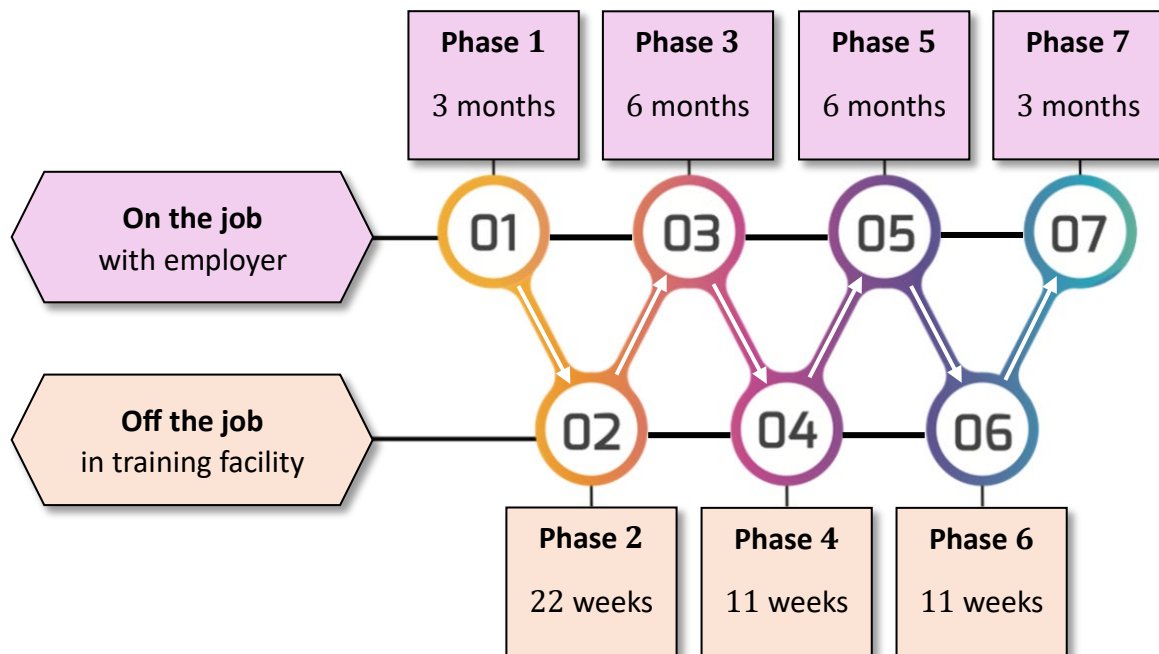 Phase 1
3 months
Phase 3
6 months
Phase 5
6 months
Phase 7
3 months
On the job
with employer
01
03
05
07
Off the job
in training facility
02
04
06
Phase 2
22 weeks
Phase 4
11 weeks
Phase 6
11 weeks